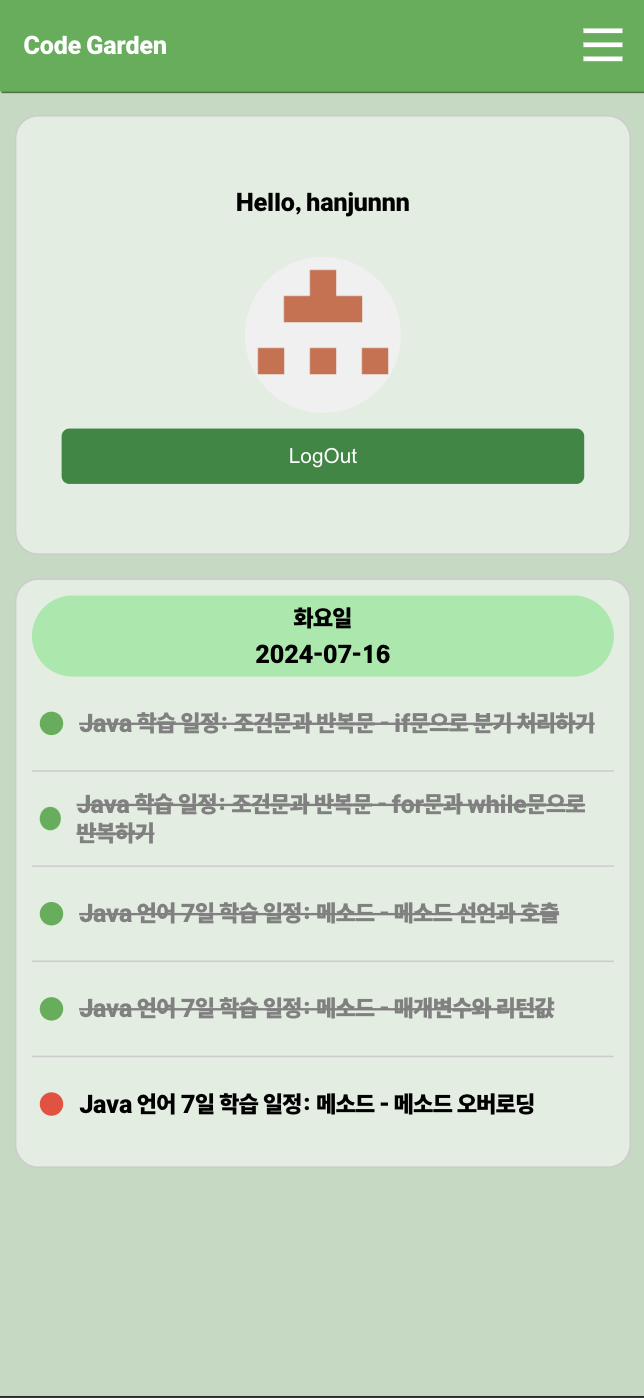 Code Garden
Hello, hanjunnn
LogOut
화요일
2024-07-16
Java 학습 일정: 조건문과 반복문 - if문으로 분기 처리하기
Java 학습 일정: 조건문과 반복문 - for문과 while문으로
반복하기
Java 언어 7일 학습 일정: 메소드 - 메소드 선언과 호출
Java 언어 7일 학습 일정: 메소드 - 매개변수와 리턴값
Java 언어 7일 학습 일정: 메소드 - 메소드 오버로딩